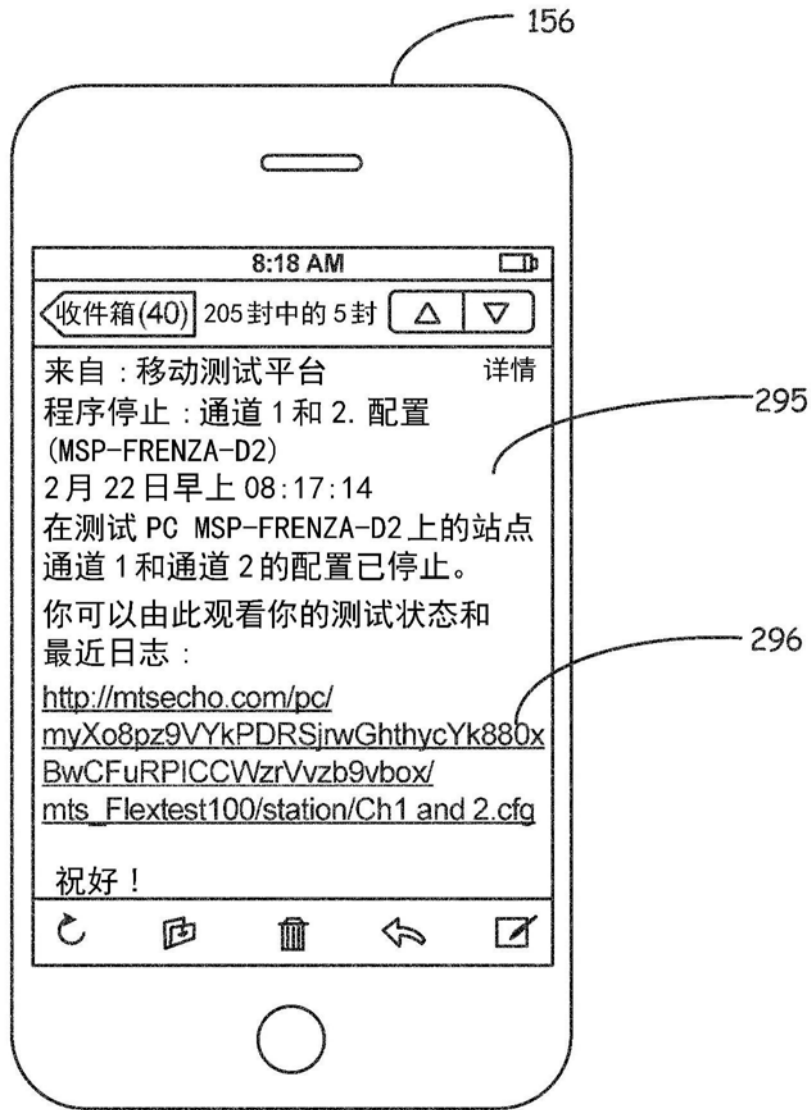 156
8:18 AM
收件箱(40) 205封中的5封
来自：移动测试平台 详情
程序停止：通道1和2. 配置
(MSP-FRENZA-D2)
295
2月22日早上 08:17:14
在测试 PC MSP-FRENZA-D2上的站点
通道1和通道2的配置已停止。
你可以由此观看你的测试状态和
最近日志：
296
http://mtsecho.com/pc/
myXo8pz9VYkPDRSjrwGhthycYk880x
BwCFuRPICCWzrVvzb9vbox/
mts_Flextest100/station/Ch1 and 2.cfg
祝好！